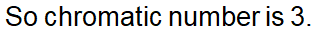 So chromatic number is 3.